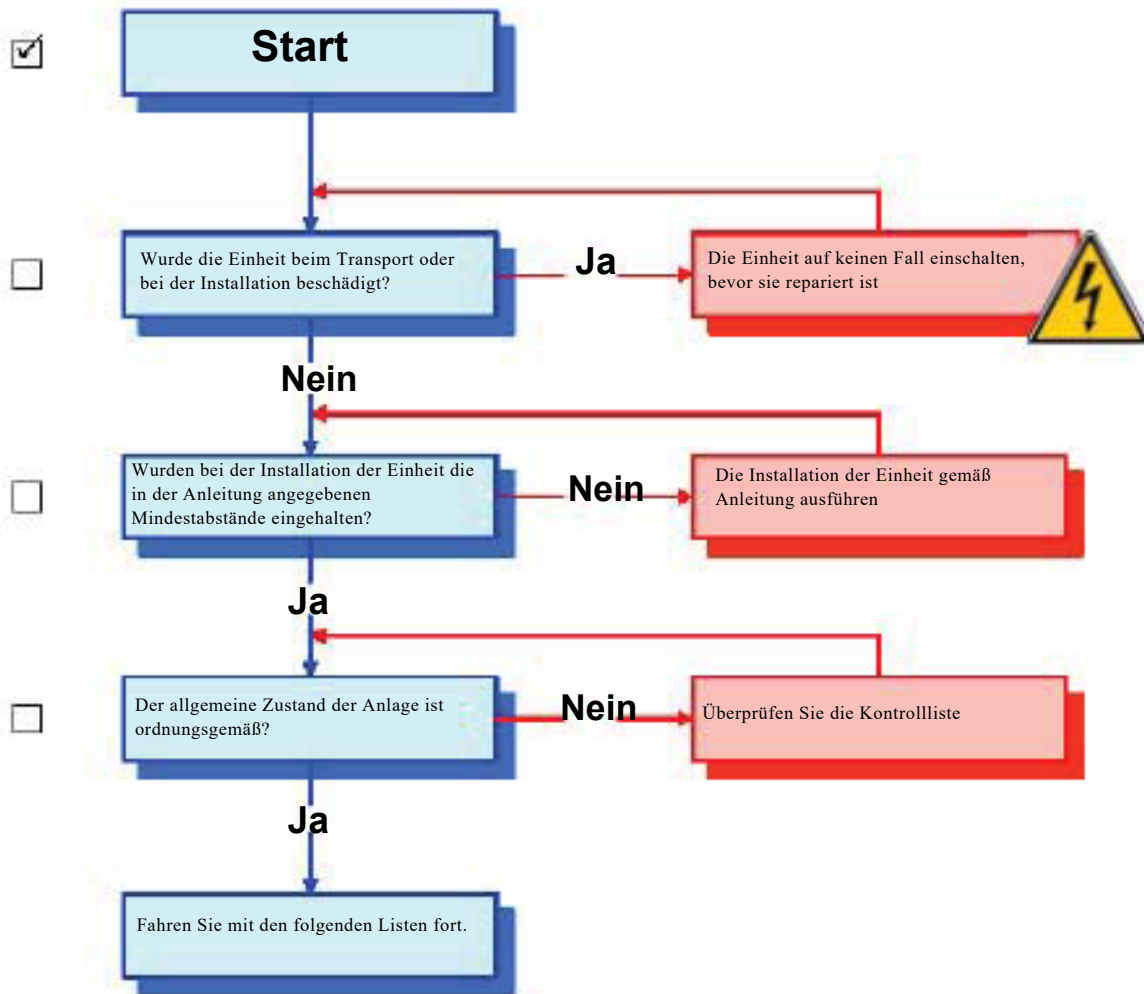 Start
Wurde die Einheit beim Transport oder
bei der Installation beschädigt?
Ja
Die Einheit auf keinen Fall einschalten,
bevor sie repariert ist
Nein
Wurden bei der Installation der Einheit die
in der Anleitung angegebenen
Mindestabstände eingehalten?
Nein
Die Installation der Einheit gemäß
Anleitung ausführen
Ja
Der allgemeine Zustand der Anlage ist
ordnungsgemäß?
Nein
Überprüfen Sie die Kontrollliste
Ja
Fahren Sie mit den folgenden Listen fort.